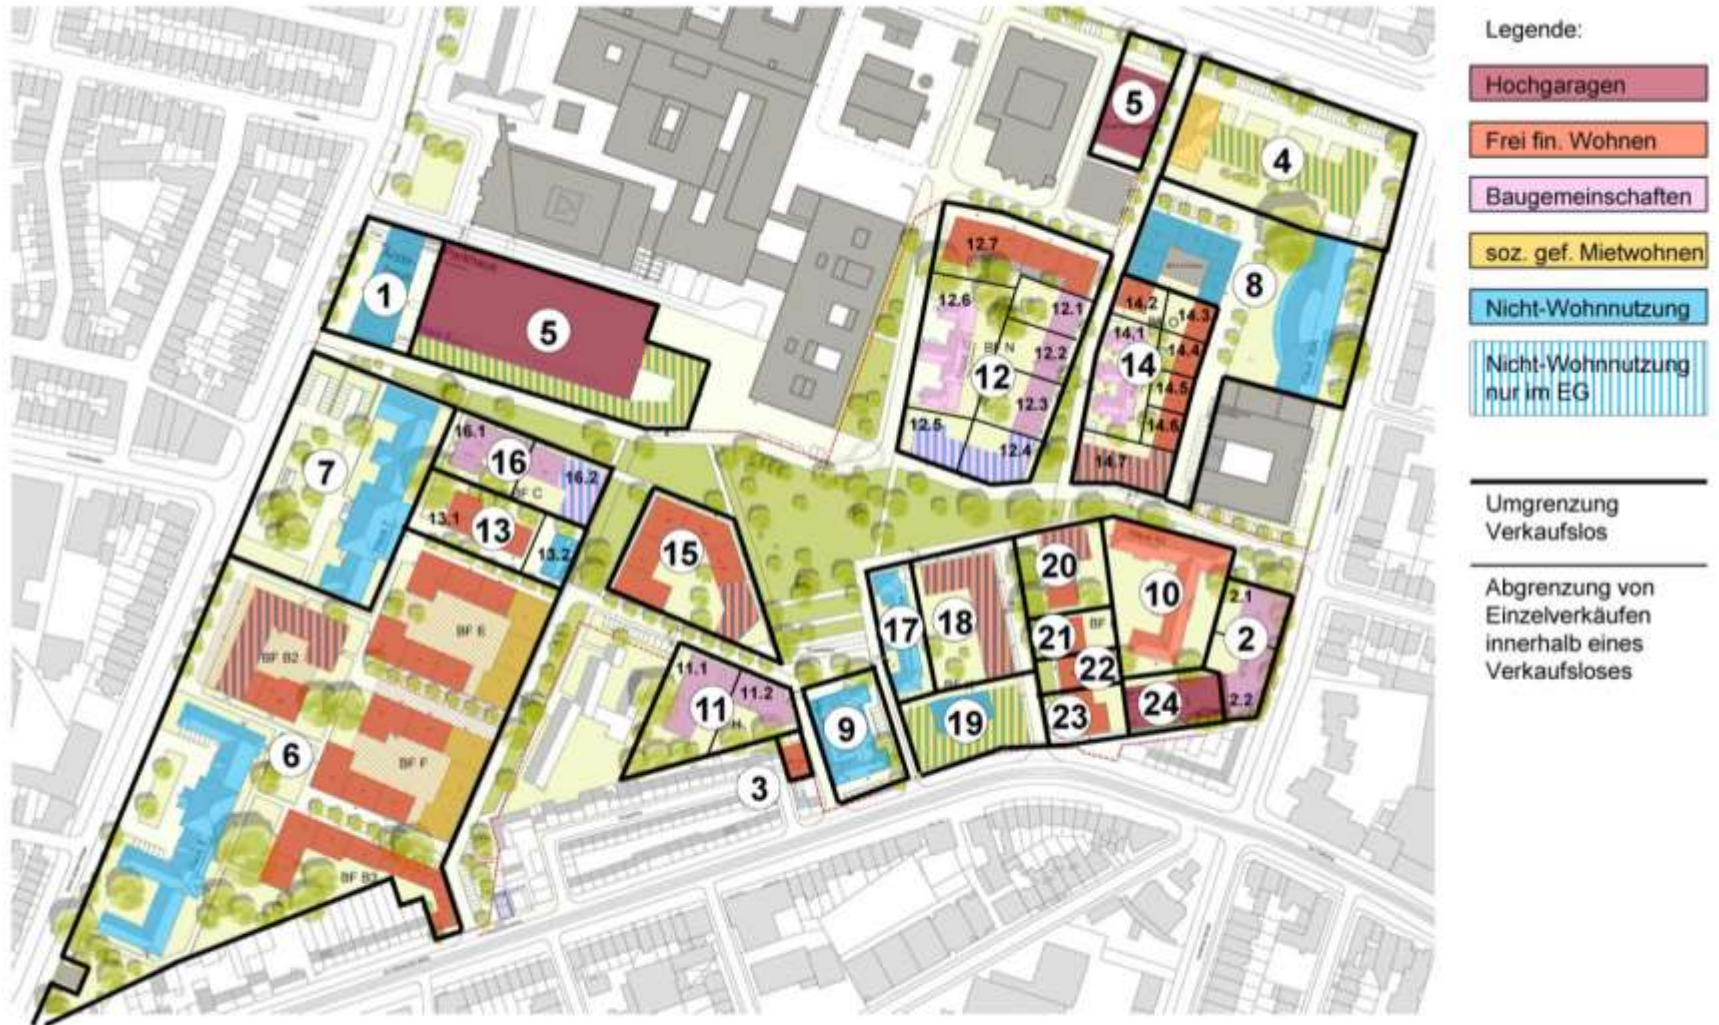 Legende:
Hochgaragen
Frei fin. Wohnen
Baugemeinschaften
soz. gef. Mietwohnen
Nicht-Wohnnutzung
Nicht-Wohnnutzung
nur im EG
Umgrenzung
Verkaufslos
Abgrenzung von
Einzelverkäufen
innerhalb eines
Verkaufsloses
5
4
12.7
8
1
5
12.6
12.1
14.2
14.3
14.1
BF N
12.2
14
14.4
12
12.3
14.5
12.5
12.4
14.6
14.7
16.1
16
7
16.2
BF C
13.1
13
13.2
15
20
10
2.1
17
18
21
BF
2
BF E
BF B2
22
11.1
11.2
11
2.2
9
19
23
24
6
BF F
3
BF B3